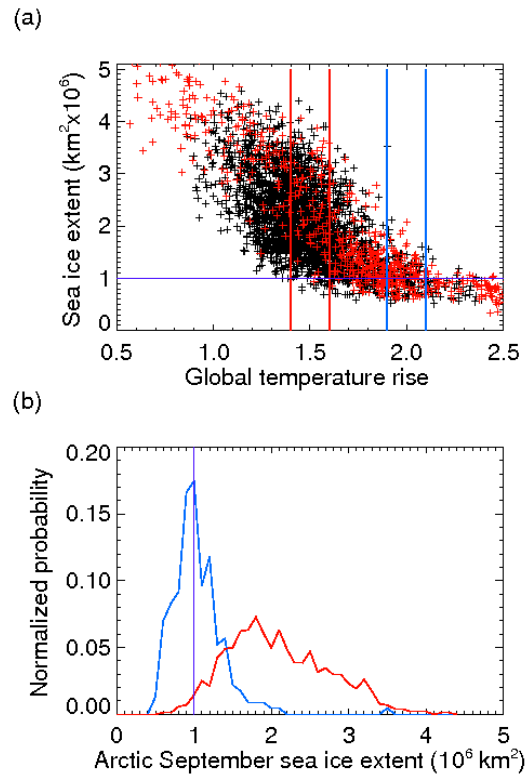 (a)
Sea ice extent (km²x10⁶)
5
4
3
2
1
0
0.5 1.0 1.5 2.0 2.5
Global temperature rise
(b)
Normalized probability
0.20
0.15
0.10
0.05
0.00
0 1 2 3 4 5
Arctic September sea ice extent (10⁶ km²)